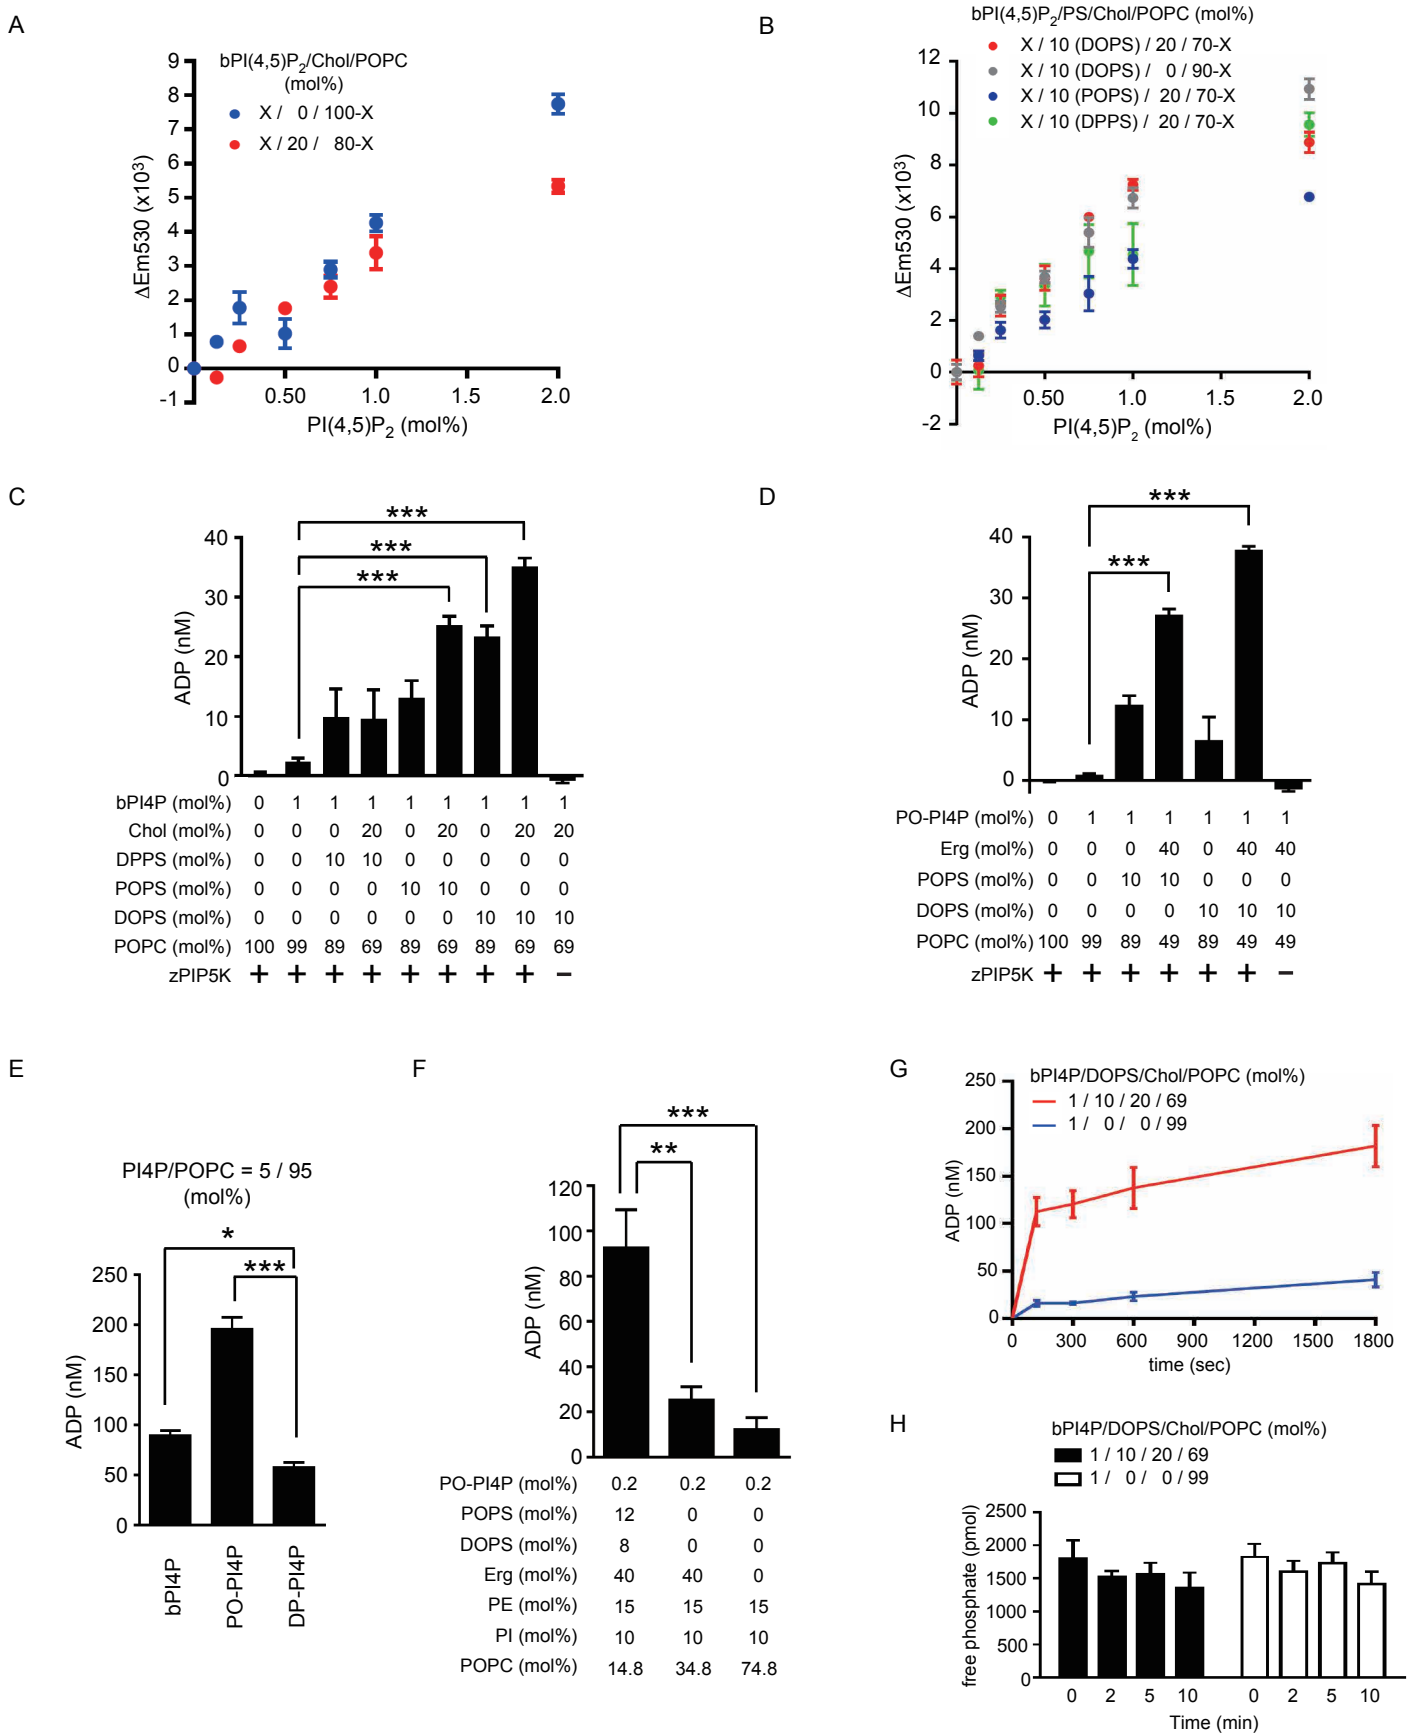 A
bPI(4,5)P2/Chol/POPC
(mol%)
X / 0 / 100-X
X / 20 / 80-X
9
8
7
6
5
4
3
2
1
0
-1
ΔEm530 (x10³)
0.50 1.0 1.5 2.0
PI(4,5)P2 (mol%)
B
bPI(4,5)P2/PS/Chol/POPC (mol%)
X / 10 (DOPS) / 20 / 70-X
X / 10 (DOPS) / 0 / 90-X
X / 10 (POPS) / 20 / 70-X
X / 10 (DPPS) / 20 / 70-X
12
10
8
6
4
2
0
-2
ΔEm530 (x10³)
0.50 1.0 1.5 2.0
PI(4,5)P2 (mol%)
C
***
***
***
40
30
20
10
0
ADP (nM)
bPI4P (mol%) 0 1 1 1 1 1 1 1 1
Chol (mol%) 0 0 0 20 0 20 0 20 20
DPPS (mol%) 0 0 10 10 0 0 0 0 0
POPS (mol%) 0 0 0 0 10 10 0 0 0
DOPS (mol%) 0 0 0 0 0 0 10 10 10
POPC (mol%) 100 99 89 69 89 69 89 69 69
zPIP5K + + + + + + + + −
D
***
***
40
30
20
10
0
ADP (nM)
PO-PI4P (mol%) 0 1 1 1 1 1 1
Erg (mol%) 0 0 0 40 0 40 40
POPS (mol%) 0 0 10 10 0 0 0
DOPS (mol%) 0 0 0 0 10 10 10
POPC (mol%) 100 99 89 49 89 49 49
zPIP5K + + + + + + −
E
PI4P/POPC = 5 / 95
(mol%)
*
***
250
200
150
100
50
0
ADP (nM)
bPI4P
PO-PI4P
DP-PI4P
F
***
**
120
100
80
60
40
20
0
ADP (nM)
PO-PI4P (mol%) 0.2 0.2 0.2
POPS (mol%) 12 0 0
DOPS (mol%) 8 0 0
Erg (mol%) 40 40 0
PE (mol%) 15 15 15
PI (mol%) 10 10 10
POPC (mol%) 14.8 34.8 74.8
G
bPI4P/DOPS/Chol/POPC (mol%)
1 / 10 / 20 / 69
1 / 0 / 0 / 99
250
200
150
100
50
0
ADP (nM)
0 300 600 900 1200 1500 1800
time (sec)
H
bPI4P/DOPS/Chol/POPC (mol%)
1 / 10 / 20 / 69
1 / 0 / 0 / 99
2500
2000
1500
1000
500
0
free phosphate (pmol)
0 2 5 10 0 2 5 10
Time (min)